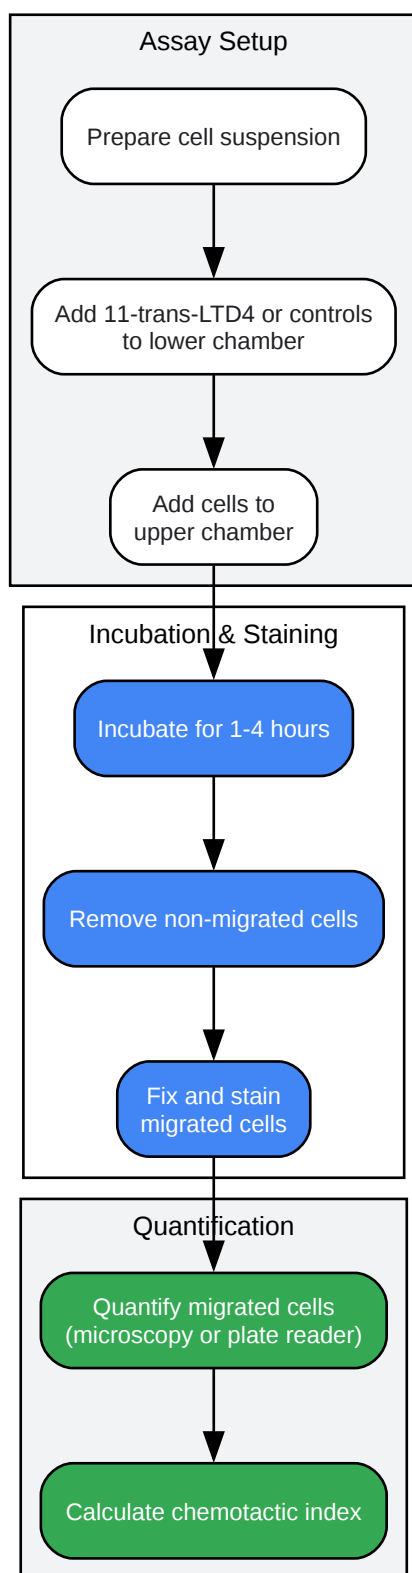 Assay Setup
Prepare cell suspension
Add 11-trans-LTD4 or controls
to lower chamber
Add cells to
upper chamber
Incubation & Staining
Incubate for 1-4 hours
Remove non-migrated cells
Fix and stain
migrated cells
Quantification
Quantify migrated cells
(microscopy or plate reader)
Calculate chemotactic index